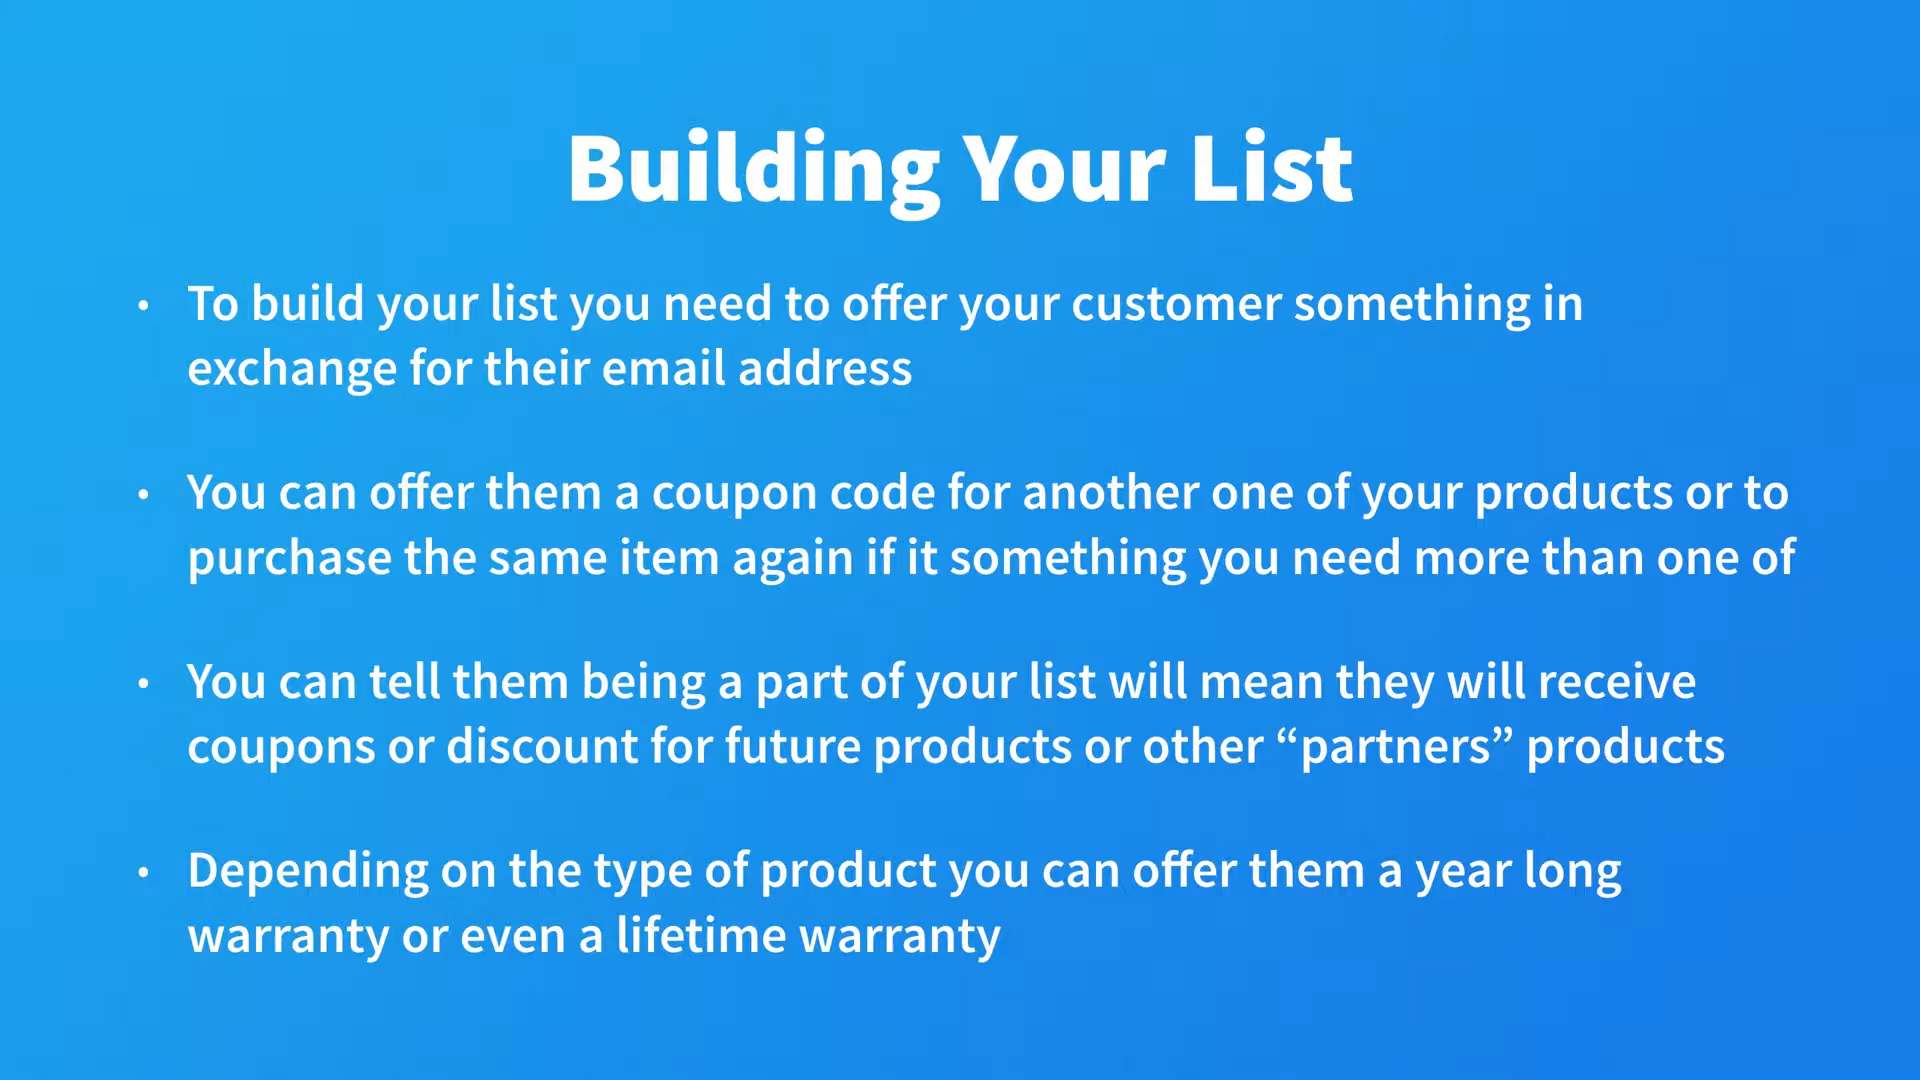 Building Your List
• To build your list you need to offer your customer something in
exchange for their email address
• You can offer them a coupon code for another one of your products or to
purchase the same item again if it something you need more than one of
• You can tell them being a part of your list will mean they will receive
coupons or discount for future products or other “partners” products
• Depending on the type of product you can offer them a year long
warranty or even a lifetime warranty